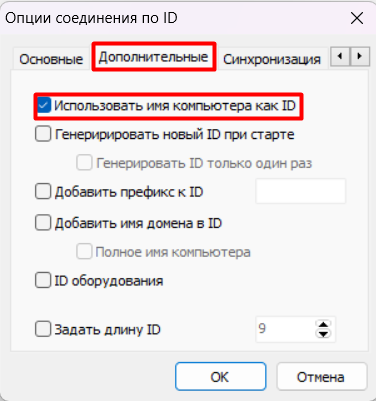 Опции соединения по ID
Основные Дополнительные Синхронизация
Использовать имя компьютера как ID
Генеририровать новый ID при старте
Генерировать ID только один раз
Добавить префикс к ID
Добавить имя домена в ID
Полное имя компьютера
ID оборудования
Задать длину ID 9
OK Отмена